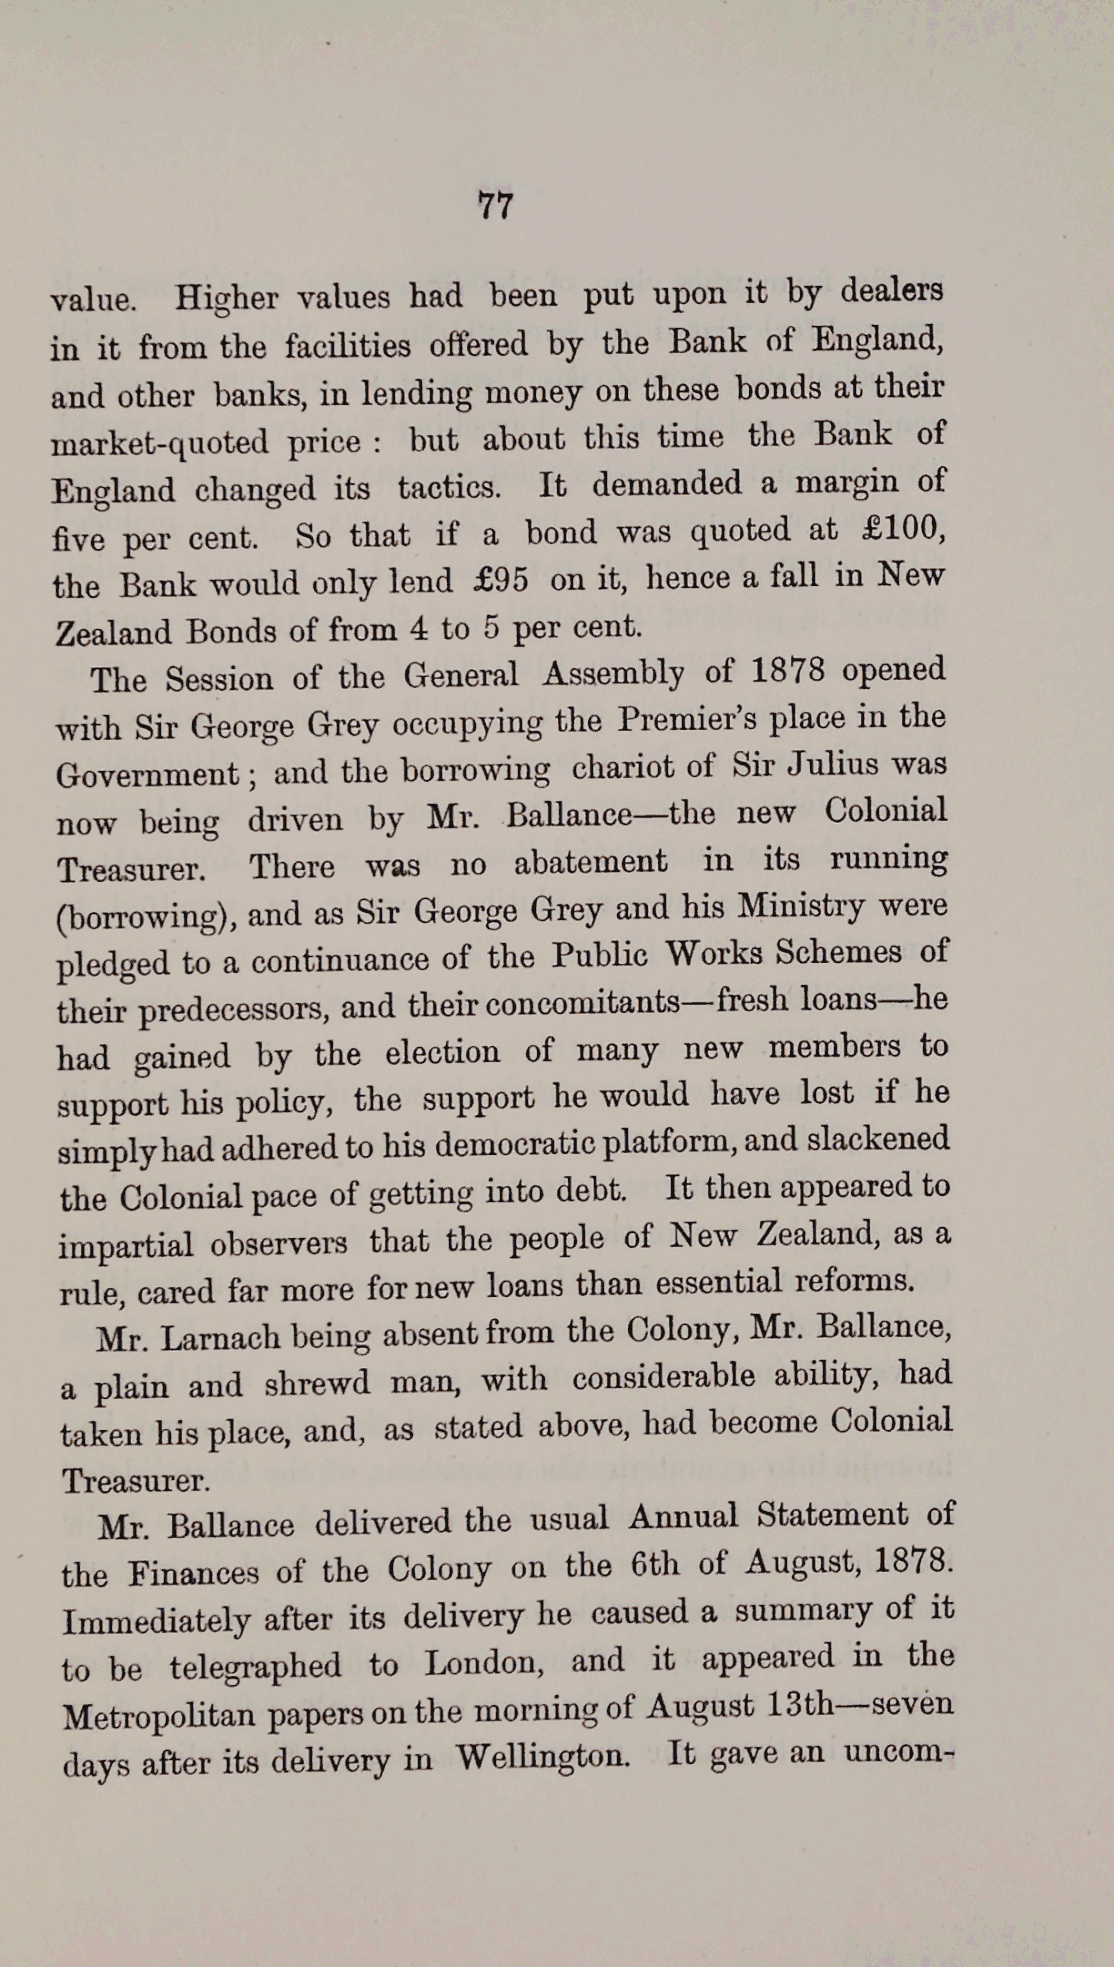 77
value. Higher values had been put upon it by dealers
in it from the facilities offered by the Bank of England,
and other banks, in lending money on these bonds at their
market-quoted price : but about this time the Bank of
England changed its tactics. It demanded a margin of
five per cent. So that if a bond was quoted at £100,
the Bank would only lend £95 on it, hence a fall in New
Zealand Bonds of from 4 to 5 per cent.
The Session of the General Assembly of 1878 opened
with Sir George Grey occupying the Premier's place in the
Government ; and the borrowing chariot of Sir Julius was
now being driven by Mr. Ballance—the new Colonial
Treasurer. There was no abatement in its running
(borrowing), and as Sir George Grey and his Ministry were
pledged to a continuance of the Public Works Schemes of
their predecessors, and their concomitants—fresh loans—he
had gained by the election of many new members to
support his policy, the support he would have lost if he
simply had adhered to his democratic platform, and slackened
the Colonial pace of getting into debt. It then appeared to
impartial observers that the people of New Zealand, as a
rule, cared far more for new loans than essential reforms.
Mr. Larnach being absent from the Colony, Mr. Ballance,
a plain and shrewd man, with considerable ability, had
taken his place, and, as stated above, had become Colonial
Treasurer.
Mr. Ballance delivered the usual Annual Statement of
the Finances of the Colony on the 6th of August, 1878.
Immediately after its delivery he caused a summary of it
to be telegraphed to London, and it appeared in the
Metropolitan papers on the morning of August 13th—seven
days after its delivery in Wellington. It gave an uncom-